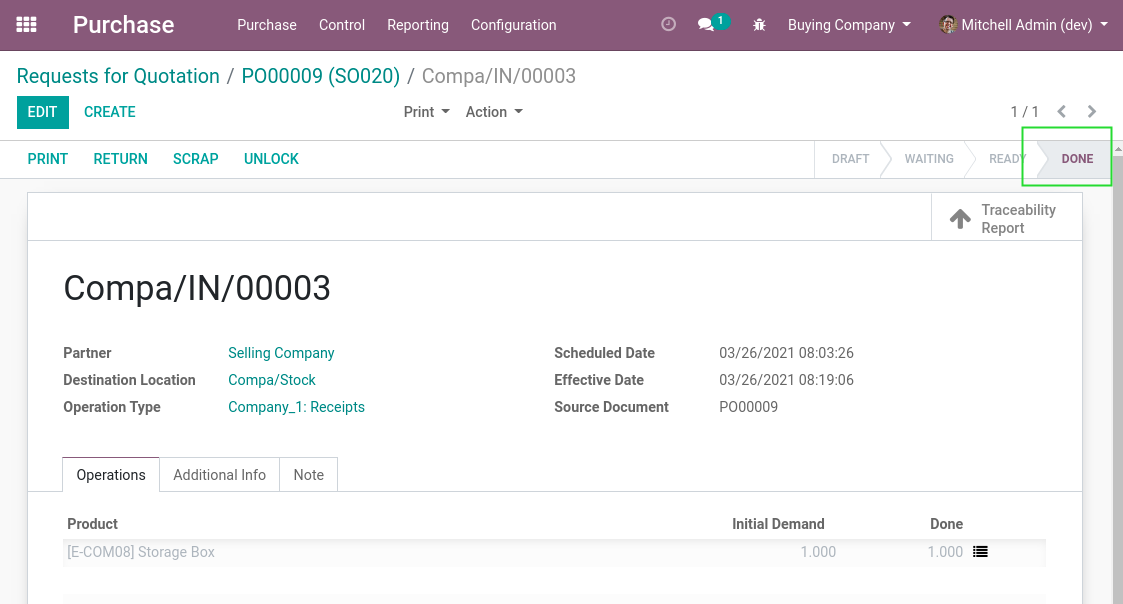 Purchase Purchase Control Reporting Configuration 1 Buying Company Mitchell Admin (dev)
Requests for Quotation / PO00009 (SO020) / Compa/IN/00003
EDIT CREATE Print Action 1 / 1
PRINT RETURN SCRAP UNLOCK DRAFT WAITING READY DONE
Traceability
Report
Compa/IN/00003
Partner Selling Company Scheduled Date 03/26/2021 08:03:26
Destination Location Compa/Stock Effective Date 03/26/2021 08:19:06
Operation Type Company_1: Receipts Source Document PO00009
Operations Additional Info Note
Product Initial Demand Done
[E-COM08] Storage Box 1.000 1.000